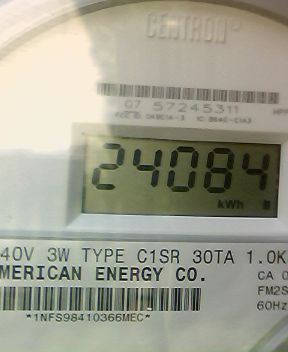 CENTRON®
07 57245311
24084
kWh
40V 3W TYPE C1SR 30TA 1.0K
MERICAN ENERGY CO.
CA 0
FM2S
60Hz
*1NFS98410366MEC*